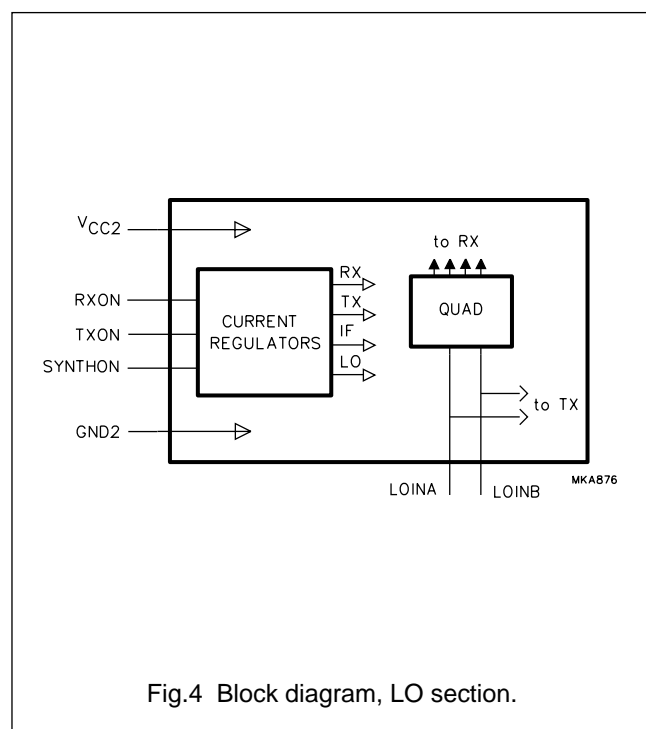 VCC2
to RX
RX
RXON
TX
QUAD
CURRENT
REGULATORS
TXON
IF
SYNTHON
LO
to TX
GND2
MKA876
LOINA
LOINB
Fig.4 Block diagram, LO section.